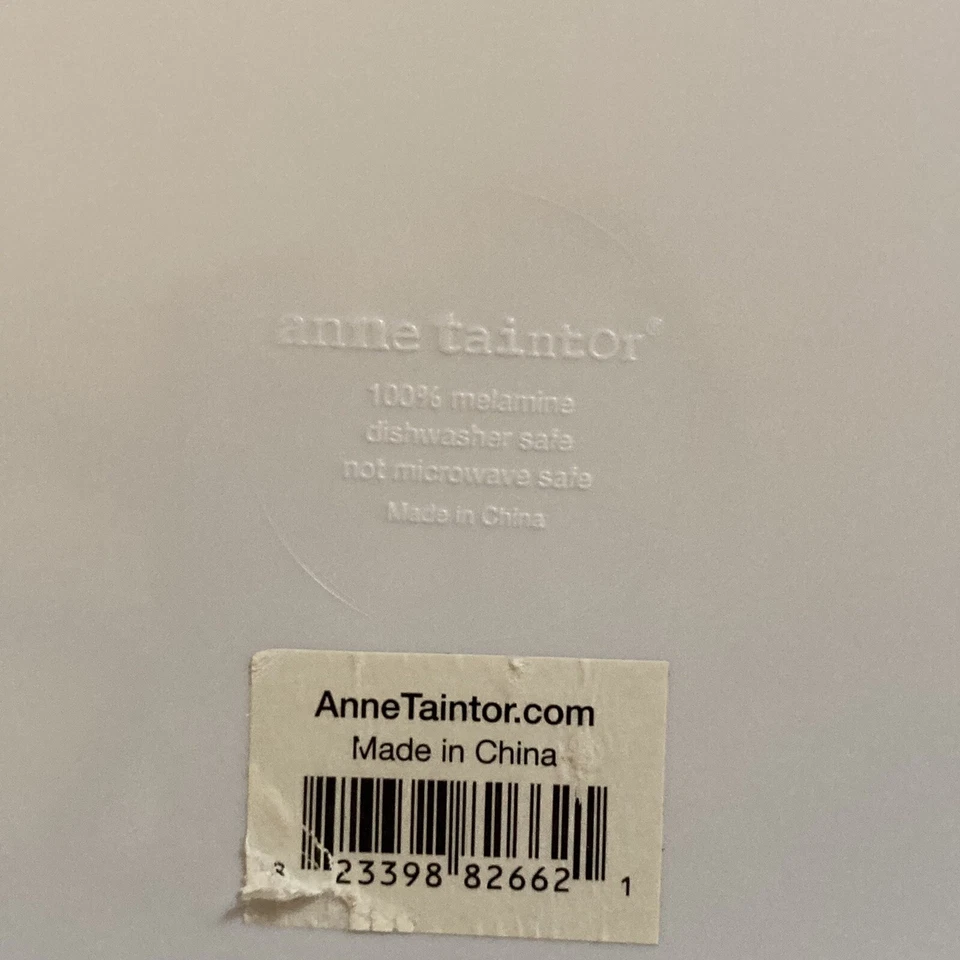 anne taintor®
100% melamine
dishwasher safe
not microwave safe
Made in China
AnneTaintor.com
Made in China
8 23398 82662 1